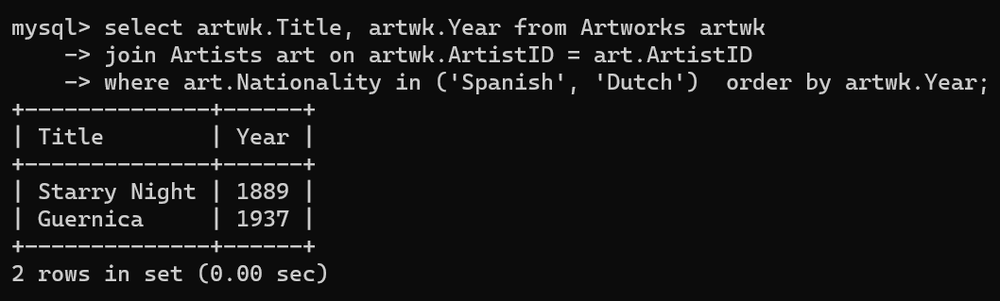 mysql> select artwk.Title, artwk.Year from Artworks artwk
    -> join Artists art on artwk.ArtistID = art.ArtistID
    -> where art.Nationality in ('Spanish', 'Dutch')  order by artwk.Year;
+--------------+------+
| Title        | Year |
+--------------+------+
| Starry Night | 1889 |
| Guernica     | 1937 |
+--------------+------+
2 rows in set (0.00 sec)